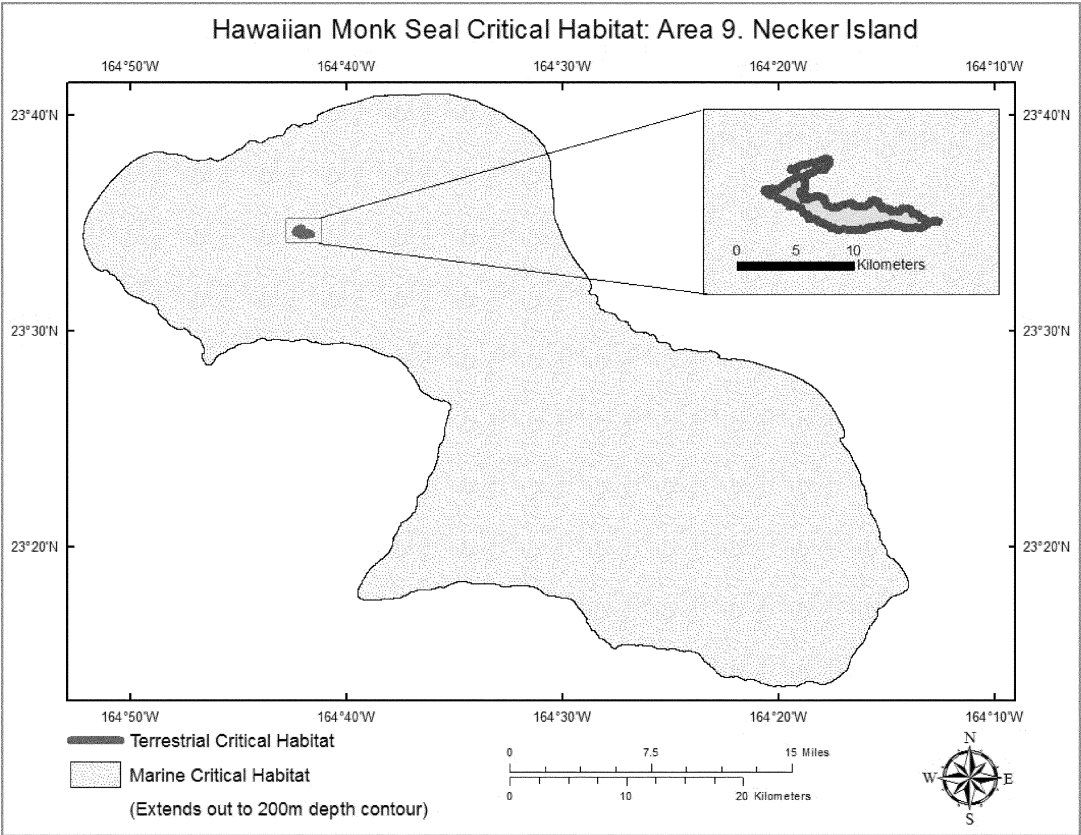 Hawaiian Monk Seal Critical Habitat: Area 9. Necker Island
164°50'W 164°40'W 164°30'W 164°20'W 164°10'W
23°40'N 23°40'N
0 5 10
Kilometers
23°30'N 23°30'N
23°20'N 23°20'N
164°50'W 164°40'W 164°30'W 164°20'W 164°10'W
Terrestrial Critical Habitat
Marine Critical Habitat
(Extends out to 200m depth contour)
0 7.5 15 Miles
0 10 20 Kilometers
N
W E
S